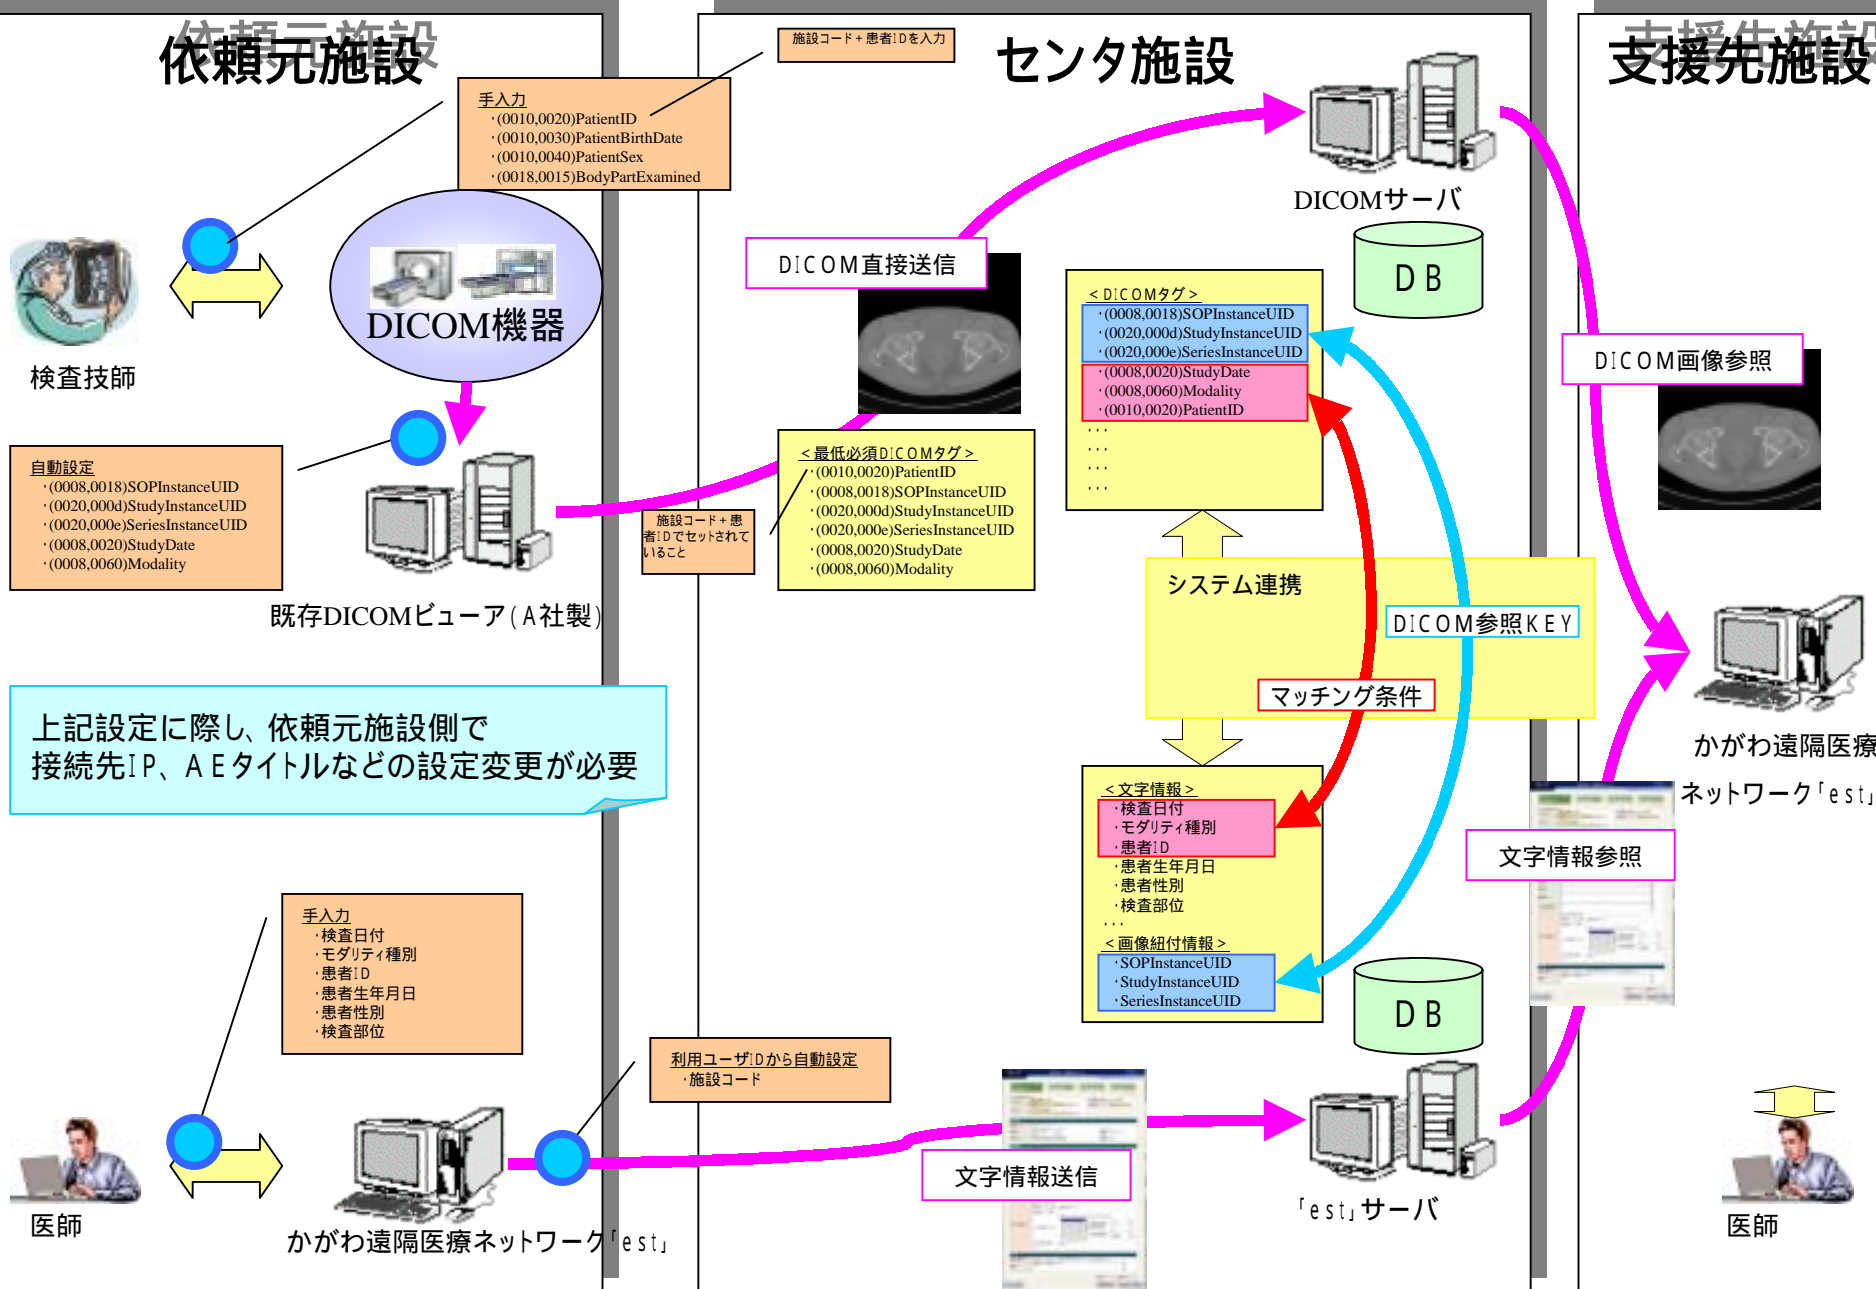 依頼元施設
センタ施設
支援先施設
施設コード+患者IDを入力
手入力
・(0010,0020)PatientID
・(0010,0030)PatientBirthDate
・(0010,0040)PatientSex
・(0018,0015)BodyPartExamined
DICOM機器
検査技師
自動設定
・(0008,0018)SOPInstanceUID
・(0020,000d)StudyInstanceUID
・(0020,000e)SeriesInstanceUID
・(0008,0020)StudyDate
・(0008,0060)Modality
既存DICOMビューア(A社製)
上記設定に際し、依頼元施設側で
接続先IP、AEタイトルなどの設定変更が必要
手入力
・検査日付
・モダリティ種別
・患者ID
・患者生年月日
・患者性別
・検査部位
医師
かがわ遠隔医療ネットワーク「est」
利用ユーザIDから自動設定
・施設コード
DICOM直接送信
<最低必須DICOMタグ>
・(0010,0020)PatientID
・(0008,0018)SOPInstanceUID
・(0020,000d)StudyInstanceUID
・(0020,000e)SeriesInstanceUID
・(0008,0020)StudyDate
・(0008,0060)Modality
施設コード+患
者IDでセットされて
いること
DICOMサーバ
DB
<DICOMタグ>
・(0008,0018)SOPInstanceUID
・(0020,000d)StudyInstanceUID
・(0020,000e)SeriesInstanceUID
・(0008,0020)StudyDate
・(0008,0060)Modality
・(0010,0020)PatientID
・・・
・・・
・・・
・・・
システム連携
DICOM参照KEY
マッチング条件
<文字情報>
・検査日付
・モダリティ種別
・患者ID
・患者生年月日
・患者性別
・検査部位
・・・
<画像紐付情報>
・SOPInstanceUID
・StudyInstanceUID
・SeriesInstanceUID
DB
文字情報送信
「est」サーバ
DICOM画像参照
かがわ遠隔医療
ネットワーク「est」
文字情報参照
医師